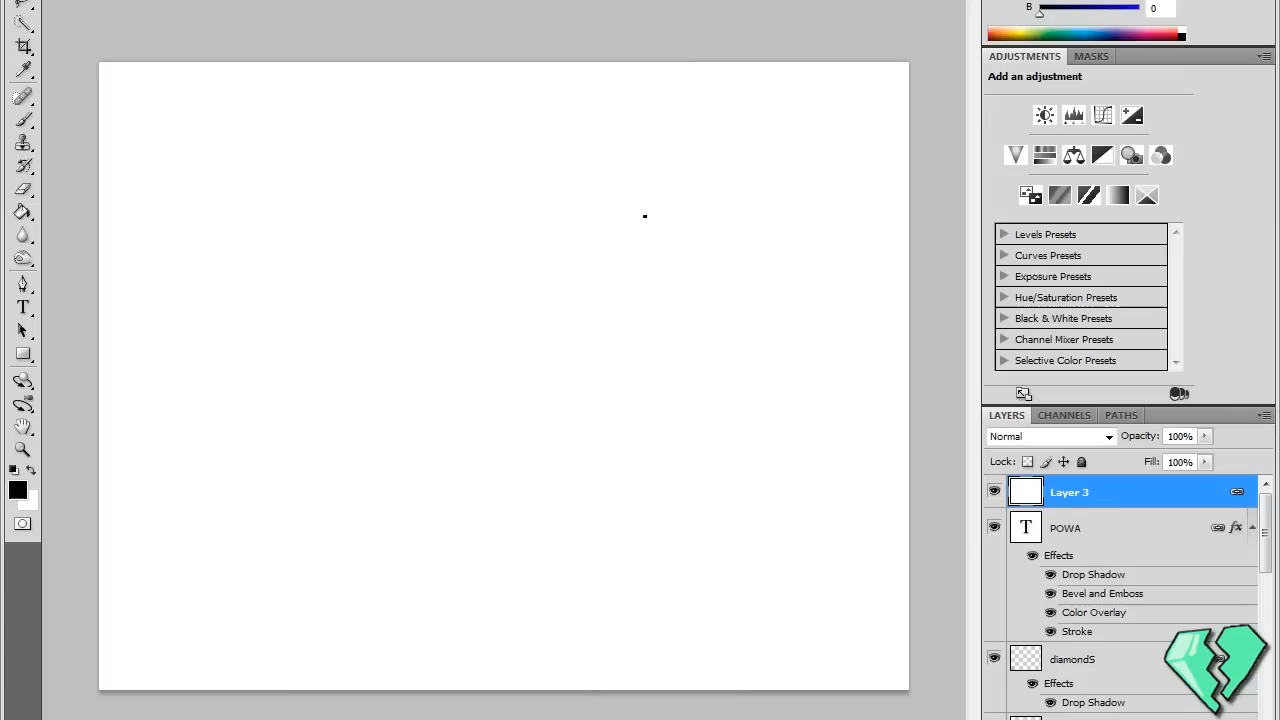 B 0
ADJUSTMENTS MASKS
Add an adjustment
Levels Presets
Curves Presets
Exposure Presets
Hue/Saturation Presets
Black & White Presets
Channel Mixer Presets
Selective Color Presets
LAYERS CHANNELS PATHS
Normal Opacity: 100%
Lock: Fill: 100%
Layer 3
T POWA fx
Effects
Drop Shadow
Bevel and Emboss
Color Overlay
Stroke
diamondS
Effects
Drop Shadow